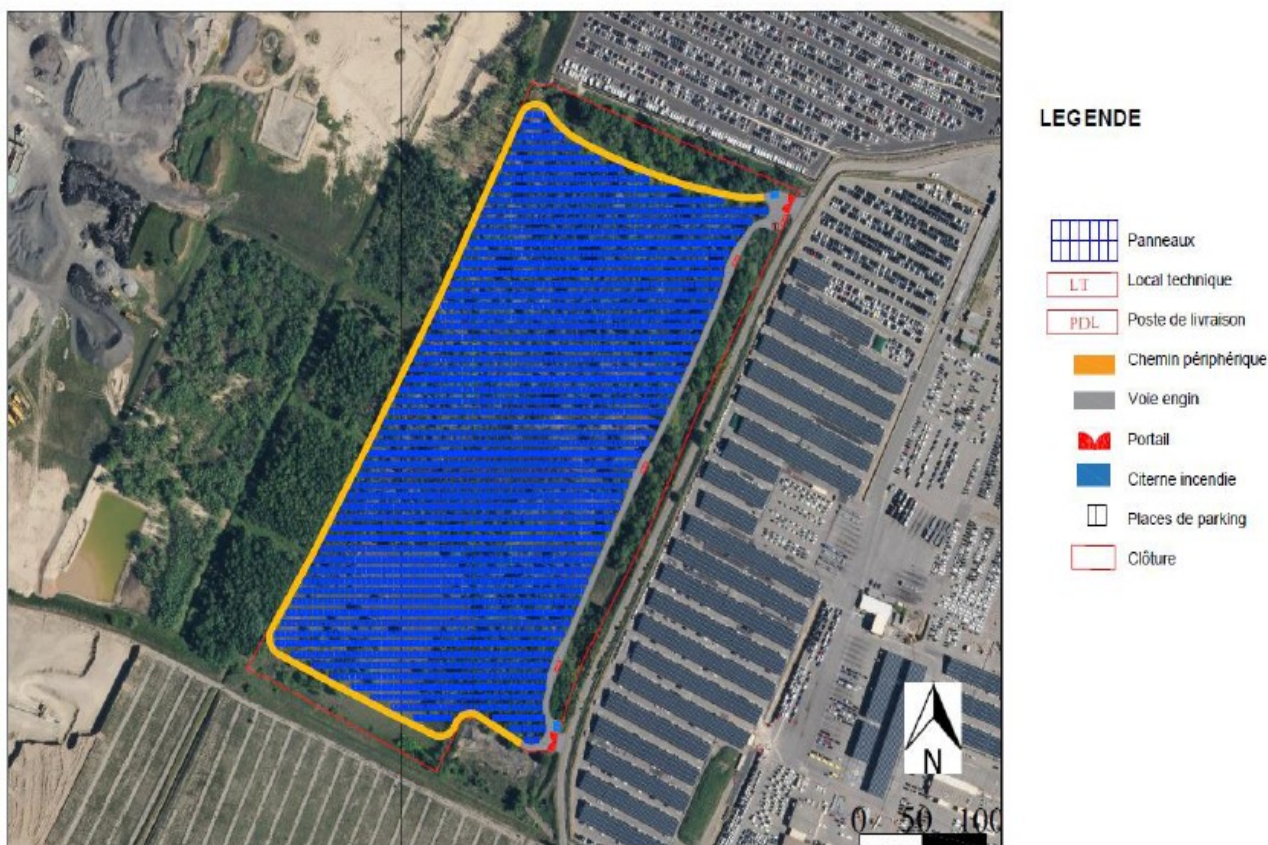 LEGENDE
Panneaux
LT Local technique
PDL Poste de livraison
Chemin périphérique
Voie engin
Portail
Citerne incendie
Places de parking
Clôture
N
0 50 100